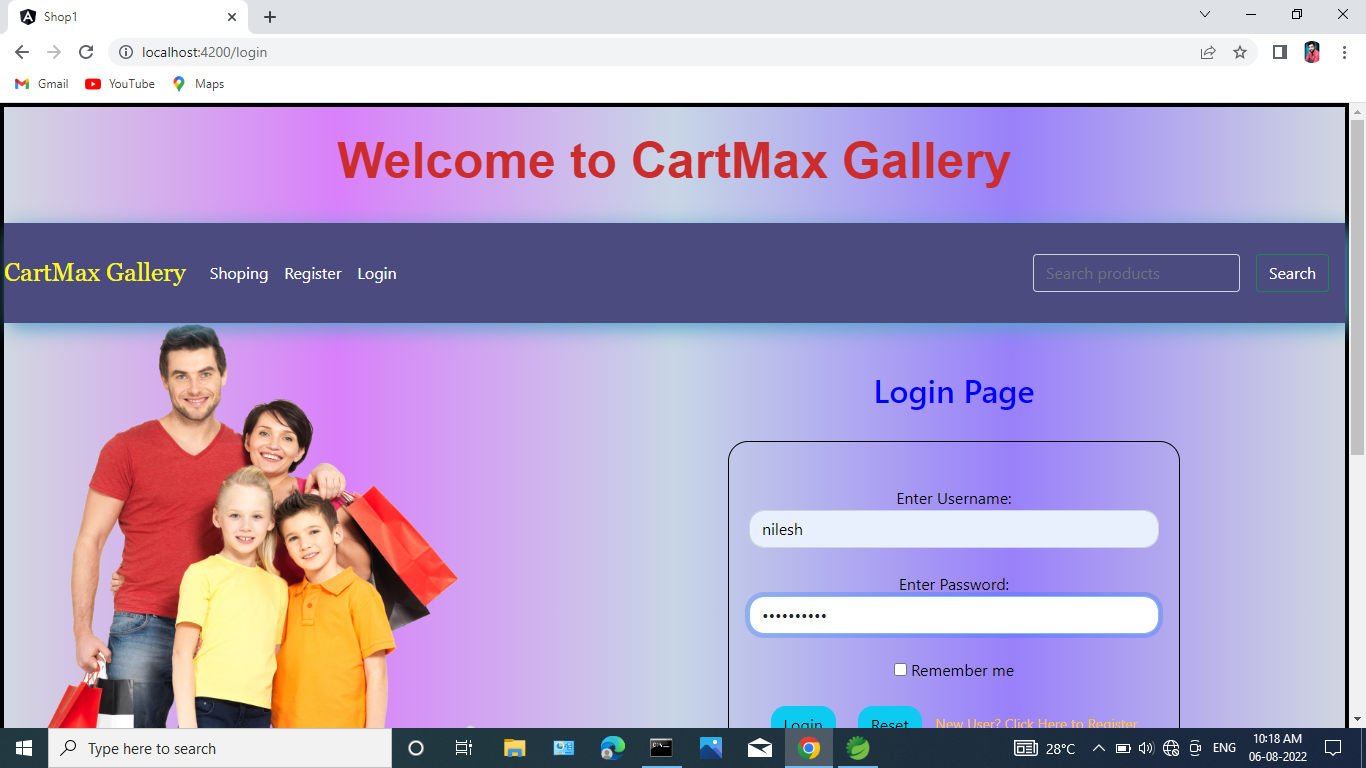 Shop1
localhost:4200/login
Gmail YouTube Maps
Welcome to CartMax Gallery
CartMax Gallery Shoping Register Login Search products Search
Login Page
Enter Username:
nilesh
Enter Password:
••••••••••
Remember me
Login Reset New User? Click Here to Register
Type here to search 28°C ENG 10:18 AM
06-08-2022